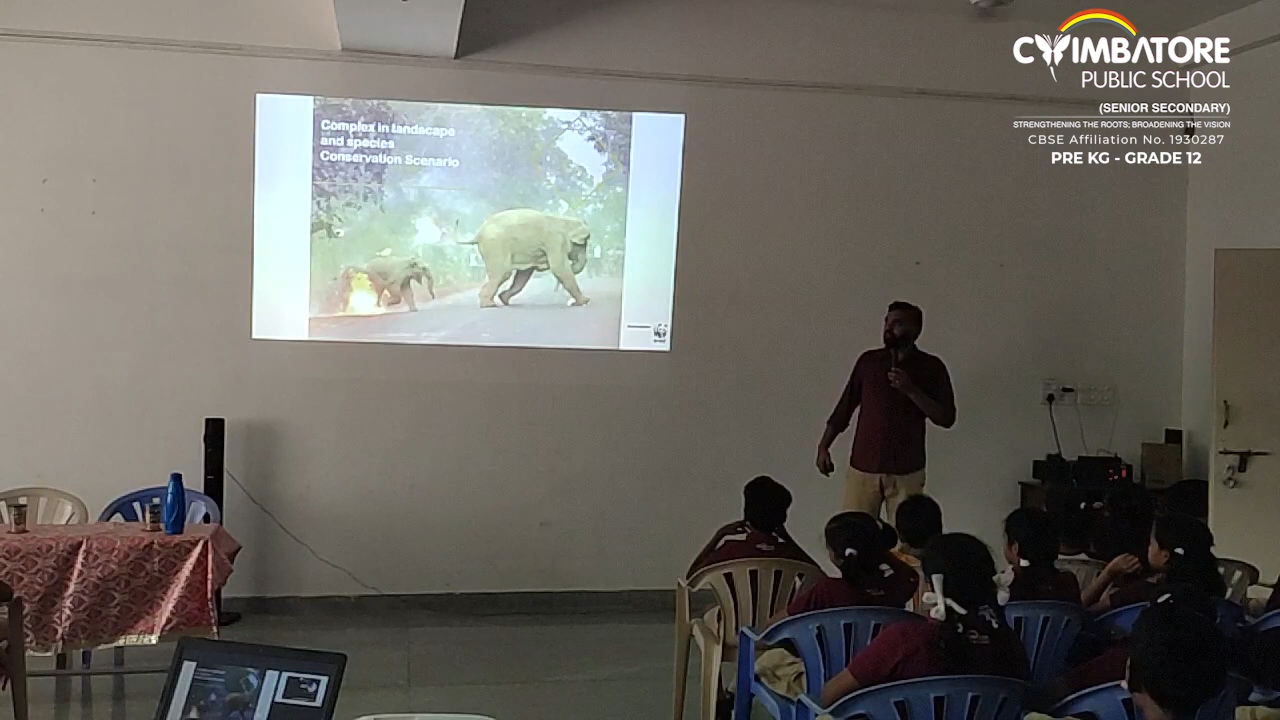 Complex in landscape
and species
Conservation Scenario
COIMBATORE
PUBLIC SCHOOL
(SENIOR SECONDARY)
STRENGTHENING THE ROOTS; BROADENING THE VISION
CBSE Affiliation No. 1930287
PRE KG - GRADE 12